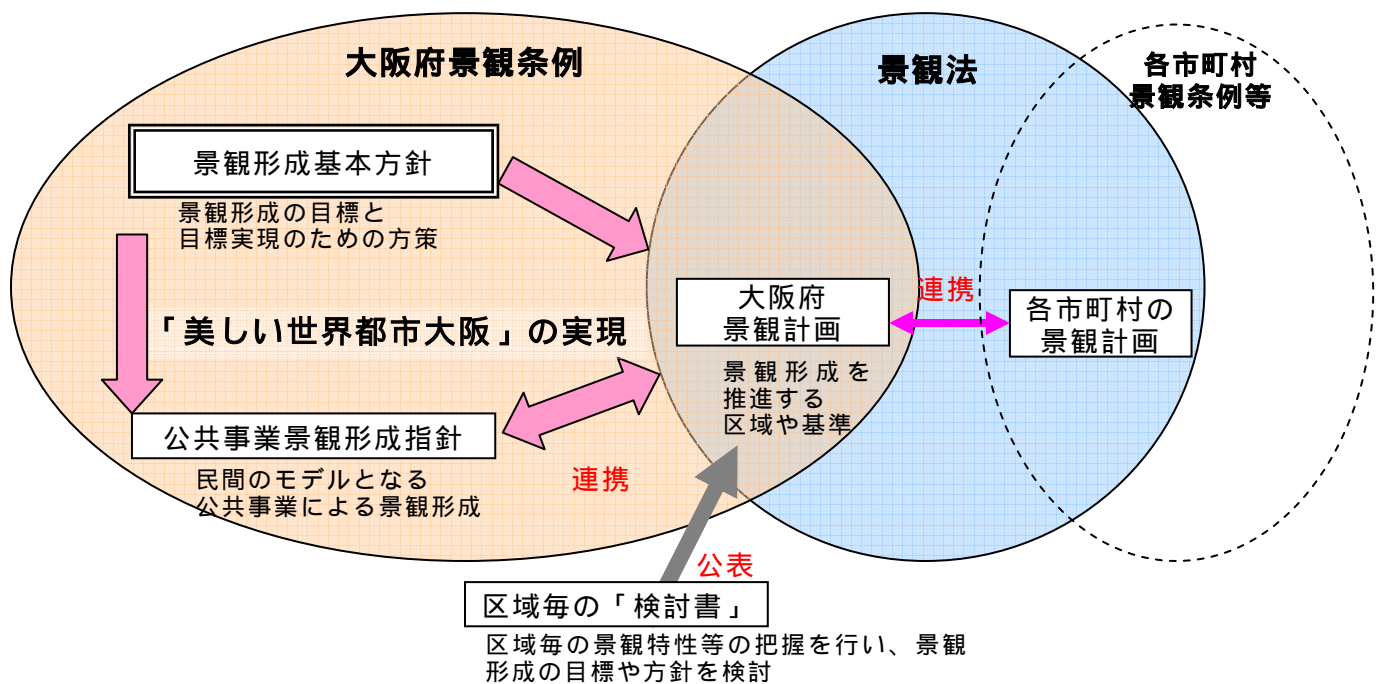 大阪府景観条例
景観法
各市町村
景観条例等
景観形成基本方針
景観形成の目標と
目標実現のための方策
「美しい世界都市大阪」の実現
大阪府
景観計画
連携
各市町村の
景観計画
景観形成を
推進する
区域や基準
公共事業景観形成指針
民間のモデルとなる
公共事業による景観形成
連携
公表
区域毎の「検討書」
区域毎の景観特性等の把握を行い、景観
形成の目標や方針を検討